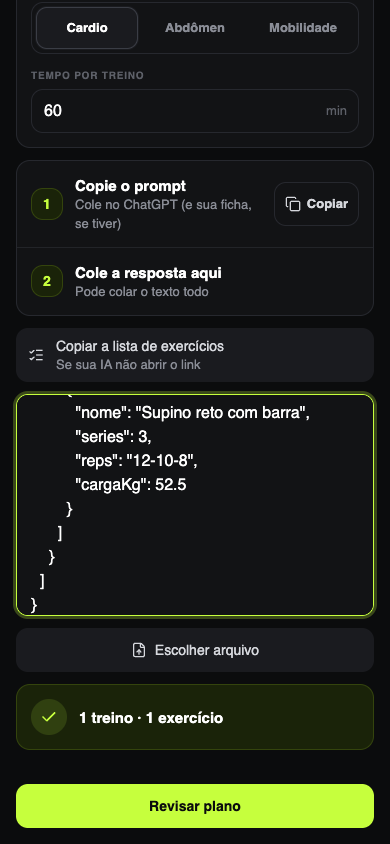 Cardio
Abdômen
Mobilidade
TEMPO POR TREINO
60
min
1
Copie o prompt
Cole no ChatGPT (e sua ficha,
se tiver)
Copiar
2
Cole a resposta aqui
Pode colar o texto todo
Copiar a lista de exercícios
Se sua IA não abrir o link
"nome": "Supino reto com barra",
"series": 3,
"reps": "12-10-8",
"cargaKg": 52.5
}
]
}
]
}
Escolher arquivo
1 treino · 1 exercício
Revisar plano